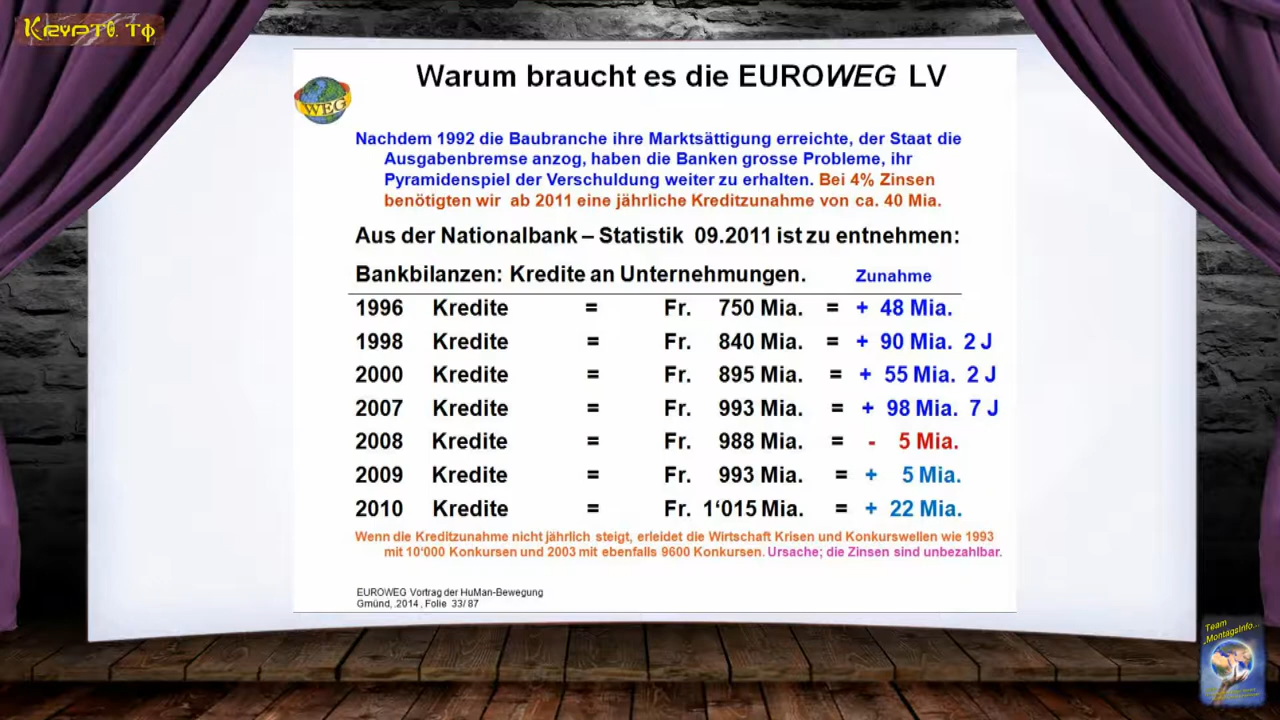 KRYPTO.TΦ
Warum braucht es die EUROWEG LV
WEG
Nachdem 1992 die Baubranche ihre Marktsättigung erreichte, der Staat die
Ausgabenbremse anzog, haben die Banken grosse Probleme, ihr
Pyramidenspiel der Verschuldung weiter zu erhalten. Bei 4% Zinsen
benötigten wir ab 2011 eine jährliche Kreditzunahme von ca. 40 Mia.
Aus der Nationalbank – Statistik 09.2011 ist zu entnehmen:
Bankbilanzen: Kredite an Unternehmungen. Zunahme
1996 Kredite = Fr. 750 Mia. = + 48 Mia.
1998 Kredite = Fr. 840 Mia. = + 90 Mia. 2 J
2000 Kredite = Fr. 895 Mia. = + 55 Mia. 2 J
2007 Kredite = Fr. 993 Mia. = + 98 Mia. 7 J
2008 Kredite = Fr. 988 Mia. = - 5 Mia.
2009 Kredite = Fr. 993 Mia. = + 5 Mia.
2010 Kredite = Fr. 1‘015 Mia. = + 22 Mia.
Wenn die Kreditzunahme nicht jährlich steigt, erleidet die Wirtschaft Krisen und Konkurswellen wie 1993
mit 10‘000 Konkursen und 2003 mit ebenfalls 9600 Konkursen. Ursache; die Zinsen sind unbezahlbar.
EUROWEG Vortrag der HuMan-Bewegung
Gmünd, .2014 , Folie 33/ 87
Team
„MontagsInfo...